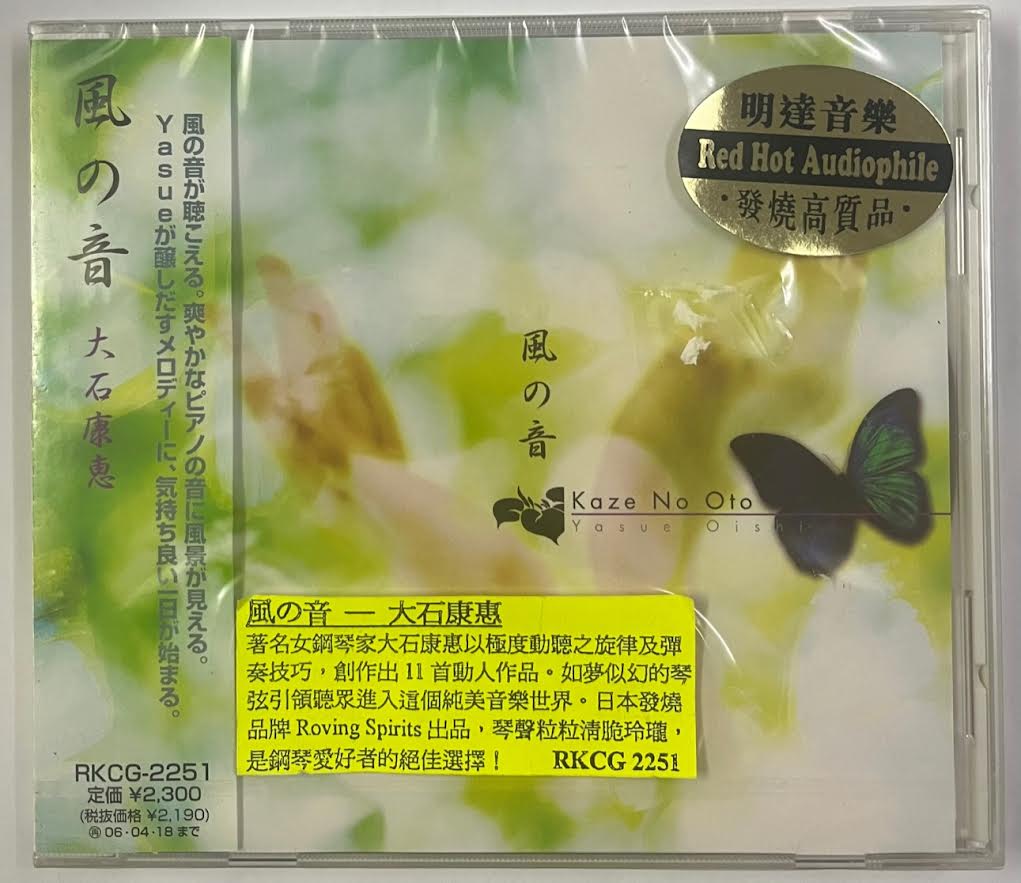 風の音
大石康惠
風の音が聴こえる。爽やかなピアノの音に風景が見える。
Yasueが醸しだすメロディーに、気持ち良い一日が始まる。
RKCG-2251
定価 ¥2,300
(税抜価格 ¥2,190)
㋐06・04・18まで
明達音樂
Red Hot Audiophile
·發燒高質品·
風の音
Kaze No Oto
Yasue Oishi
風の音 — 大石康惠
著名女鋼琴家大石康惠以極度動聽之旋律及彈
奏技巧，創作出 11 首動人作品。如夢似幻的琴
弦引領聽眾進入這個純美音樂世界。日本發燒
品牌 Roving Spirits 出品，琴聲粒粒清脆玲瓏，
是鋼琴愛好者的絕佳選擇！ RKCG 2251